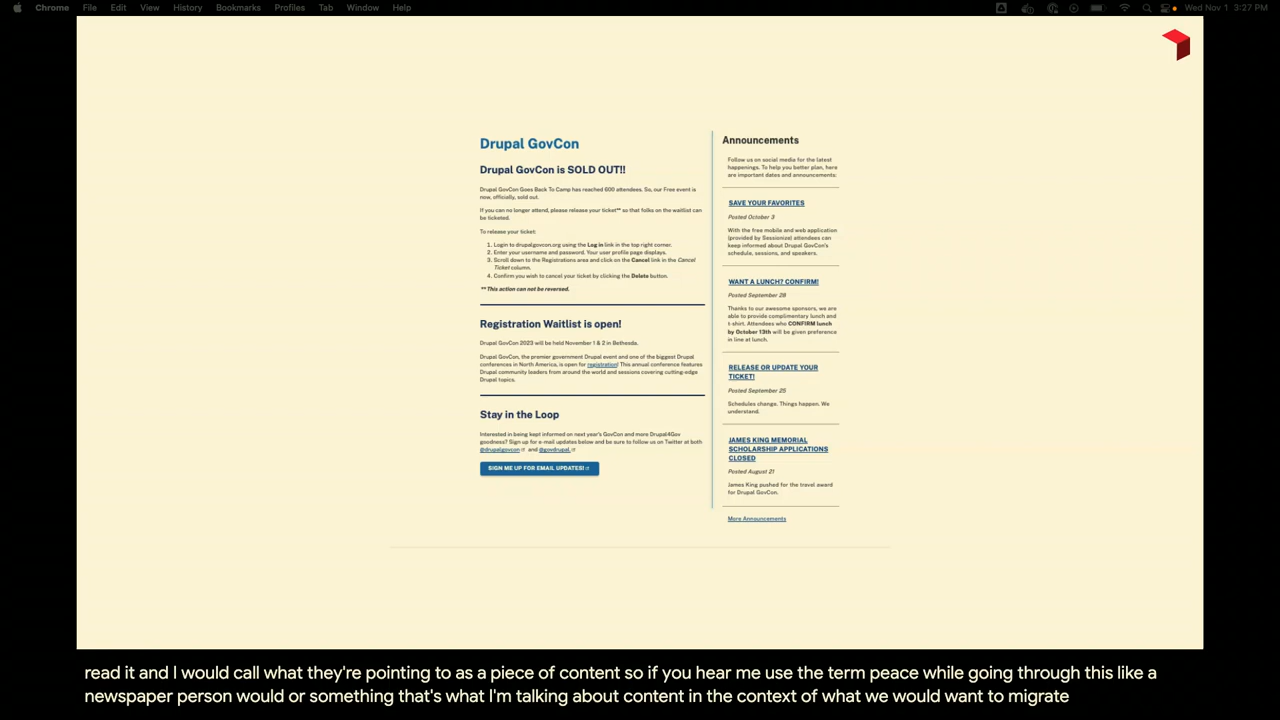 Chrome File Edit View History Bookmarks Profiles Tab Window Help Wed Nov 1 3:27 PM
Drupal GovCon
Drupal GovCon is SOLD OUT!!
Drupal GovCon Goes Back To Camp has reached 600 attendees. So, our Free event is
now, officially, sold out.
If you can no longer attend, please release your ticket** so that folks on the waitlist can
be ticketed.
To release your ticket:
1. Login to drupalgovcon.org using the Log in link in the top right corner.
2. Enter your username and password. Your user profile page displays.
3. Scroll down to the Registrations area and click on the Cancel link in the Cancel
Ticket column.
4. Confirm you wish to cancel your ticket by clicking the Delete button.
**This action can not be reversed.
Registration Waitlist is open!
Drupal GovCon 2023 will be held November 1 & 2 in Bethesda.
Drupal GovCon, the premier government Drupal event and one of the biggest Drupal
conferences in North America, is open for registration! This annual conference features
Drupal community leaders from around the world and sessions covering cutting-edge
Drupal topics.
Stay in the Loop
Interested in being kept informed on next year's GovCon and more Drupal4Gov
goodness? Sign up for e-mail updates below and be sure to follow us on Twitter at both
@drupalgovcon and @govdrupal.
SIGN ME UP FOR EMAIL UPDATES!
Announcements
Follow us on social media for the latest
happenings. To help you better plan, here
are important dates and announcements:
SAVE YOUR FAVORITES
Posted October 3
With the free mobile and web application
(provided by Sessionize) attendees can
keep informed about Drupal GovCon's
schedule, sessions, and speakers.
WANT A LUNCH? CONFIRM!
Posted September 28
Thanks to our awesome sponsors, we are
able to provide complimentary lunch and
t-shirt. Attendees who CONFIRM lunch
by October 13th will be given preference
in line at lunch.
RELEASE OR UPDATE YOUR
TICKET!
Posted September 25
Schedules change. Things happen. We
understand.
JAMES KING MEMORIAL
SCHOLARSHIP APPLICATIONS
CLOSED
Posted August 21
James King pushed for the travel award
for Drupal GovCon.
More Announcements
read it and I would call what they're pointing to as a piece of content so if you hear me use the term peace while going through this like a
newspaper person would or something that's what I'm talking about content in the context of what we would want to migrate